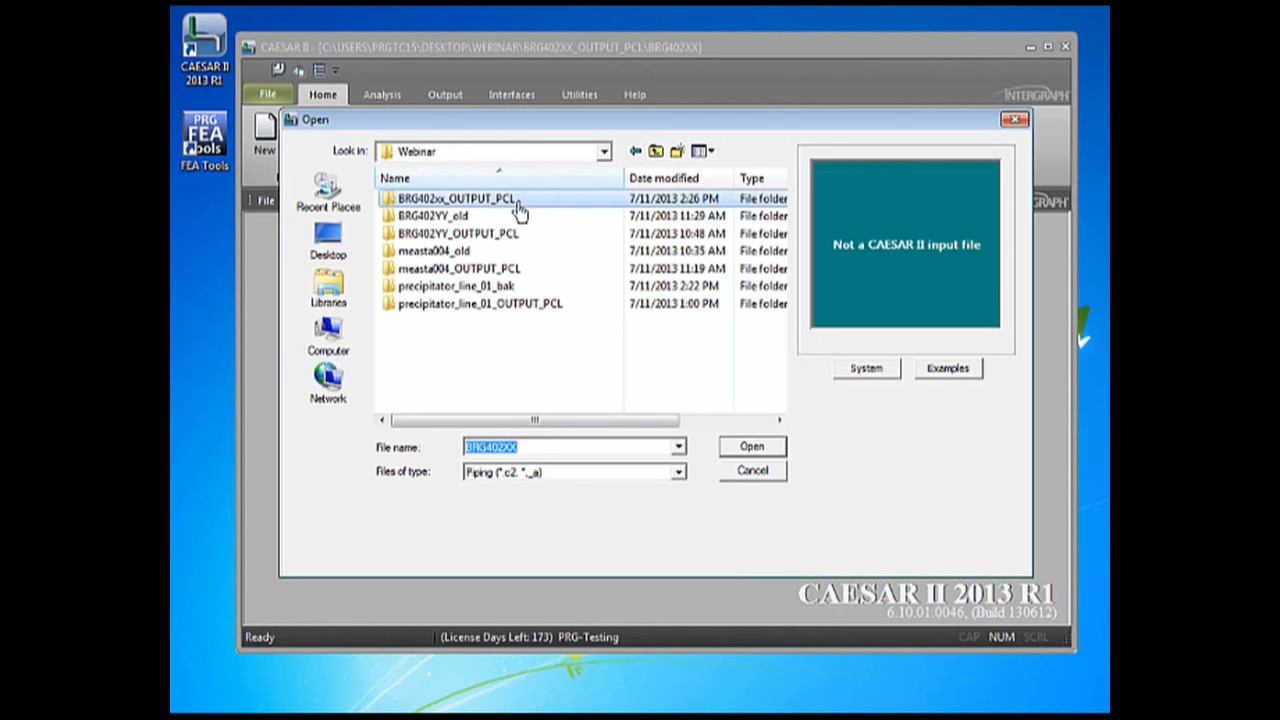 CAESAR II
2013 R1
PRG
FEA
Tools
FEA Tools
CAESAR II - [C:\USERS\PRGTC15\DESKTOP\WEBINAR\BRG402XX_OUTPUT_PCL\BRG402XX]
File Home Analysis Output Interfaces Utilities Help
INTERGRAPH
New
File
Open
Look in: Webinar
Name Date modified Type
BRG402xx_OUTPUT_PCL 7/11/2013 2:26 PM File folder
BRG402YY_old 7/11/2013 11:29 AM File folder
BRG402YY_OUTPUT_PCL 7/11/2013 10:48 AM File folder
measta004_old 7/11/2013 10:35 AM File folder
measta004_OUTPUT_PCL 7/11/2013 11:19 AM File folder
precipitator_line_01_bak 7/11/2013 2:22 PM File folder
precipitator_line_01_OUTPUT_PCL 7/11/2013 1:00 PM File folder
Recent Places
Desktop
Libraries
Computer
Network
Not a CAESAR II input file
System Examples
File name: BRG402XX Open
Files of type: Piping (*.c2, *._a) Cancel
CAESAR II 2013 R1
6.10.01.0046, (Build 130612)
Ready (License Days Left: 173) PRG-Testing CAP NUM SCRL